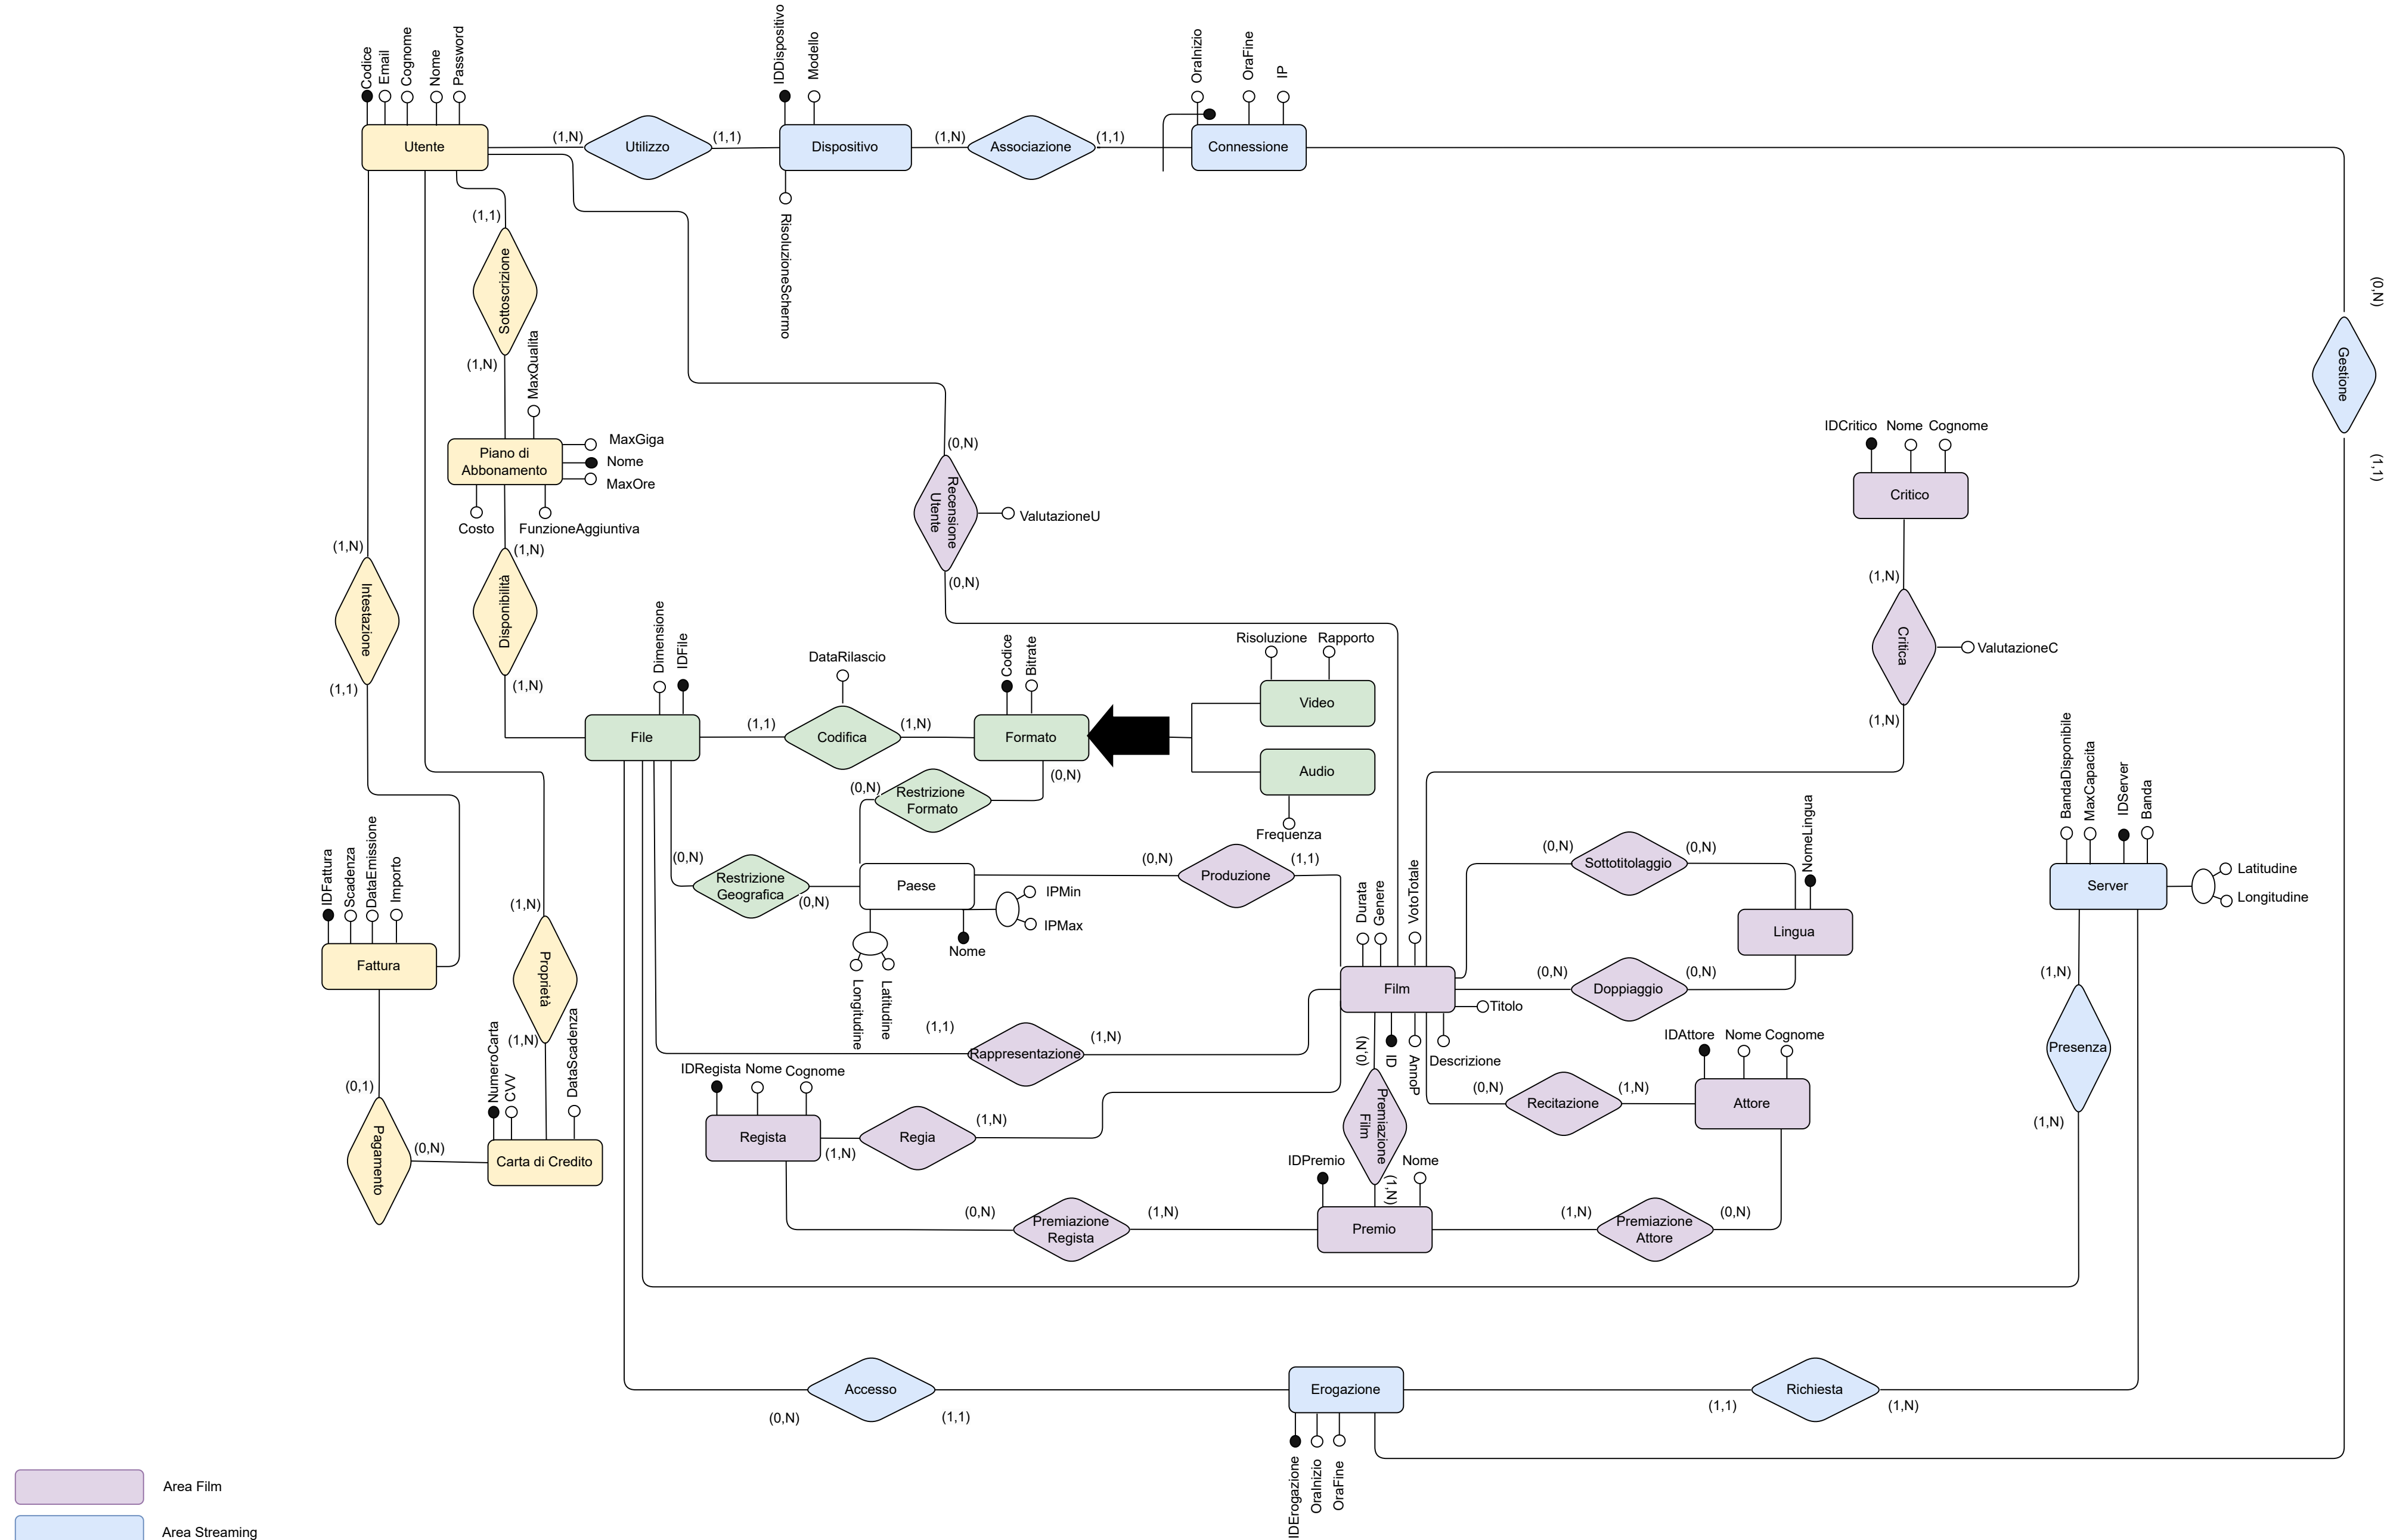 Codice
Email
Cognome
Nome
Password
Utente
(1,N)
Utilizzo
(1,1)
IDDispositivo
Modello
Dispositivo
RisoluzioneSchermo
(1,N)
Associazione
(1,1)
OraInizio
OraFine
IP
Connessione
(0,N)
Gestione
(1,1)
(1,1)
Sottoscrizione
(1,N)
MaxQualita
Piano di
Abbonamento
MaxGiga
Nome
MaxOre
Costo
FunzioneAggiuntiva
(1,N)
Disponibilità
(1,N)
(1,N)
Intestazione
(1,1)
(0,N)
Recensione
Utente
ValutazioneU
(0,N)
IDCritico
Nome
Cognome
Critico
(1,N)
Critica
ValutazioneC
(1,N)
Dimensione
IDFile
File
(1,1)
DataRilascio
Codifica
(1,N)
Codice
Bitrate
Formato
(0,N)
Risoluzione
Rapporto
Video
Audio
Frequenza
(0,N)
Restrizione
Formato
(0,N)
Restrizione
Geografica
(0,N)
Paese
IPMin
IPMax
Nome
Longitudine
Latitudine
(0,N)
Produzione
(1,1)
Durata
Genere
VotoTotale
Film
Titolo
ID
AnnoP
Descrizione
(0,N)
Sottotitolaggio
(0,N)
NomeLingua
Lingua
(0,N)
Doppiaggio
(0,N)
BandaDisponibile
MaxCapacita
IDServer
Banda
Server
Latitudine
Longitudine
(1,N)
Presenza
(1,N)
IDFattura
Scadenza
DataEmissione
Importo
Fattura
(1,N)
Proprietà
(1,N)
NumeroCarta
CVV
DataScadenza
Carta di Credito
(0,1)
Pagamento
(0,N)
(1,1)
Rappresentazione
(1,N)
IDRegista
Nome
Cognome
Regista
(1,N)
Regia
(1,N)
(0,N)
Premiazione
Film
(1,N)
(0,N)
Recitazione
(1,N)
IDAttore
Nome
Cognome
Attore
IDPremio
Nome
Premio
(0,N)
Premiazione
Regista
(1,N)
(1,N)
Premiazione
Attore
(0,N)
(0,N)
Accesso
(1,1)
Erogazione
IDErogazione
OraInizio
OraFine
(1,1)
Richiesta
(1,N)
Area Film
Area Streaming